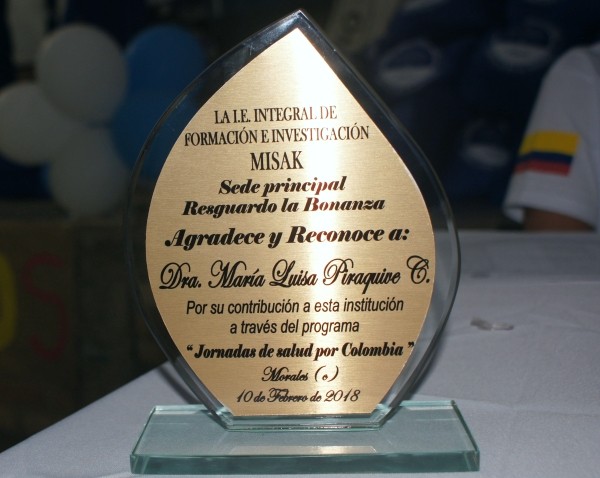 LA I.E. INTEGRAL DE
FORMACIÓN E INVESTIGACIÓN
MISAK
Sede principal
Resguardo la Bonanza
Agradece y Reconoce a:
Dra. María Luisa Piraquive C.
Por su contribución a esta institución
a través del programa
“Jornadas de salud por Colombia”
Morales (c)
10 de Febrero de 2018